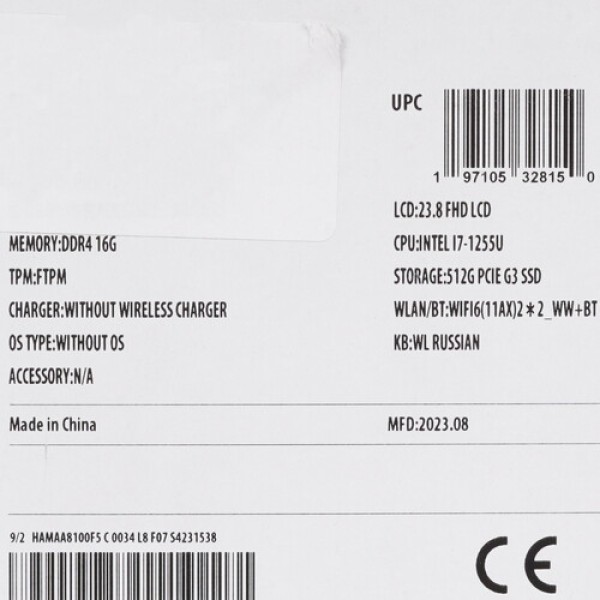 UPC
1 97105 32815 0
LCD:23.8 FHD LCD
MEMORY:DDR4 16G
CPU:INTEL I7-1255U
TPM:FTPM
STORAGE:512G PCIE G3 SSD
CHARGER:WITHOUT WIRELESS CHARGER
WLAN/BT:WIFI6(11AX)2*2_WW+BT
OS TYPE:WITHOUT OS
KB:WL RUSSIAN
ACCESSORY:N/A
Made in China
MFD:2023.08
9/2 HAMAA8100F5 C 0034 L8 F07 S4231538
CE